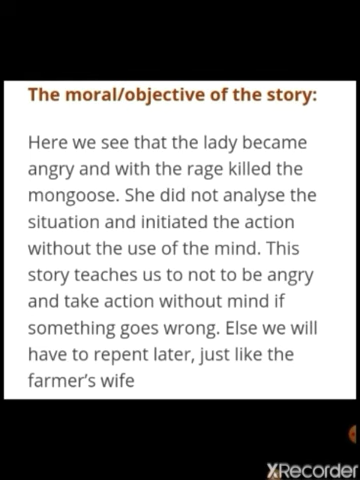 The moral/objective of the story:
Here we see that the lady became
angry and with the rage killed the
mongoose. She did not analyse the
situation and initiated the action
without the use of the mind. This
story teaches us to not to be angry
and take action without mind if
something goes wrong. Else we will
have to repent later, just like the
farmer's wife
XRecorder